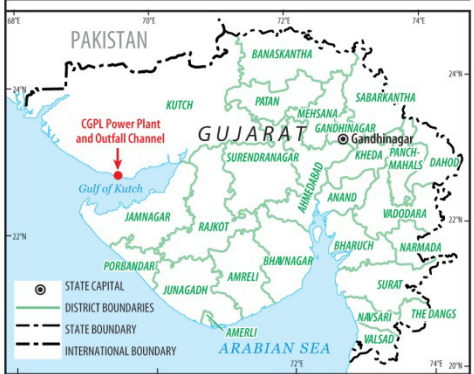 68°E
70°E
72°E
74°E
PAKISTAN
BANASKANTHA
24°N
24°N
KUTCH
PATAN
SABARKANTHA
MEHSANA
CGPL Power Plant
and Outfall Channel
GUJARAT
GANDHINAGAR
Gandhinagar
SURENDRANAGAR
KHEDA
PANCH-
MAHALS
DAHOD
Gulf of Kutch
AHMEDABAD
ANAND
JAMNAGAR
RAJKOT
VADODARA
22°N
22°N
BHARUCH
NARMADA
PORBANDAR
BHAVNAGAR
AMRELI
JUNAGADH
SURAT
STATE CAPITAL
DISTRICT BOUNDARIES
STATE BOUNDARY
INTERNATIONAL BOUNDARY
NAVSARI
THE DANGS
AMERLI
VALSAD
ARABIAN SEA
70°E
72°E
74°E
20°N